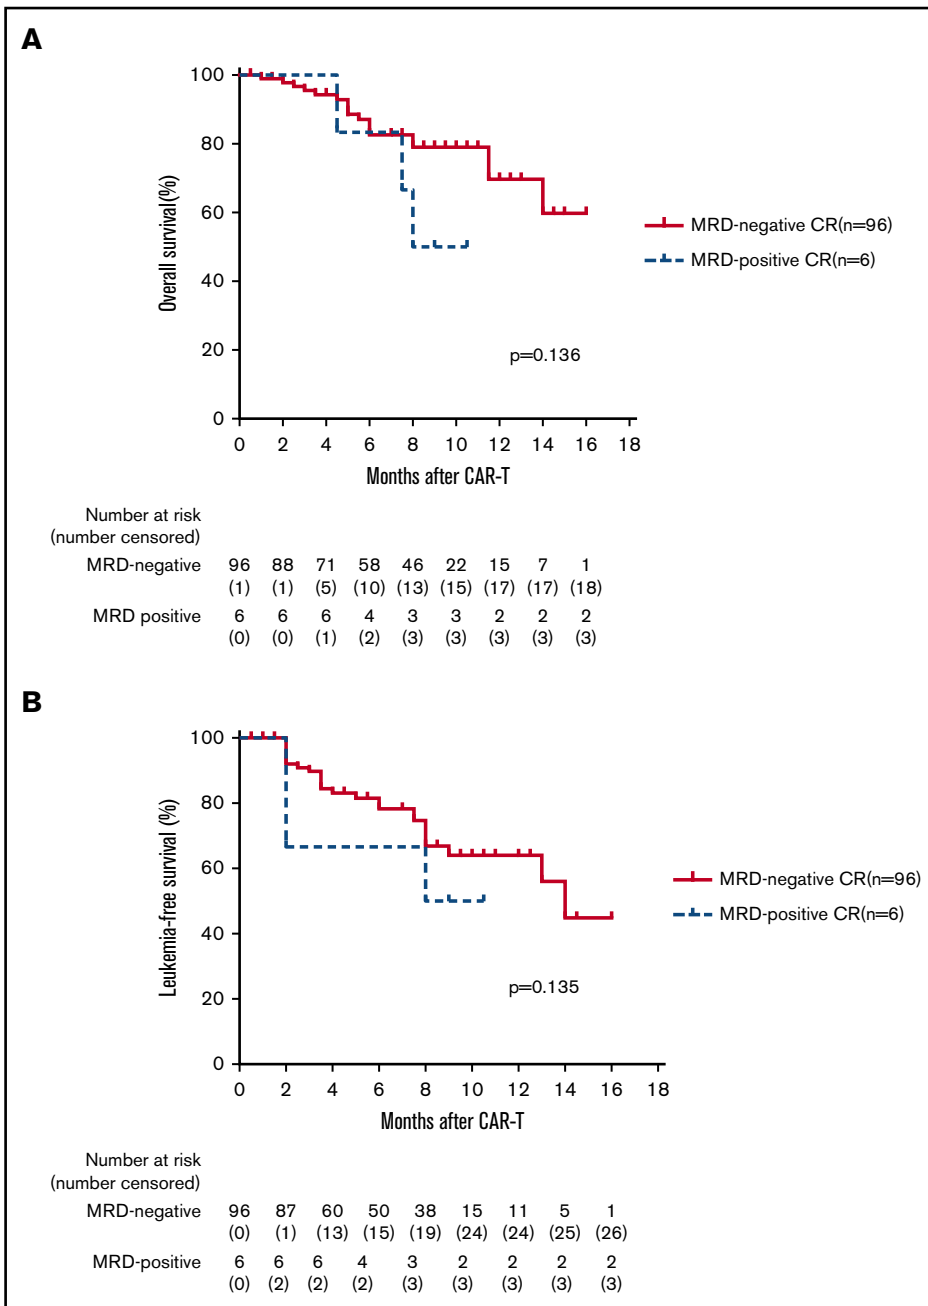 A
100
80
60
40
20
0
Overall survival(%)
0 2 4 6 8 10 12 14 16 18
Months after CAR-T
MRD-negative CR(n=96)
MRD-positive CR(n=6)
p=0.136
Number at risk
(number censored)
MRD-negative 96 88 71 58 46 22 15 7 1
(1) (1) (5) (10) (13) (15) (17) (17) (18)
MRD positive 6 6 6 4 3 3 2 2 2
(0) (0) (1) (2) (3) (3) (3) (3) (3)
B
100
80
60
40
20
0
Leukemia-free survival (%)
0 2 4 6 8 10 12 14 16 18
Months after CAR-T
MRD-negative CR(n=96)
MRD-positive CR(n=6)
p=0.135
Number at risk
(number censored)
MRD-negative 96 87 60 50 38 15 11 5 1
(0) (1) (13) (15) (19) (24) (24) (25) (26)
MRD-positive 6 6 6 4 3 2 2 2 2
(0) (2) (2) (2) (3) (3) (3) (3) (3)